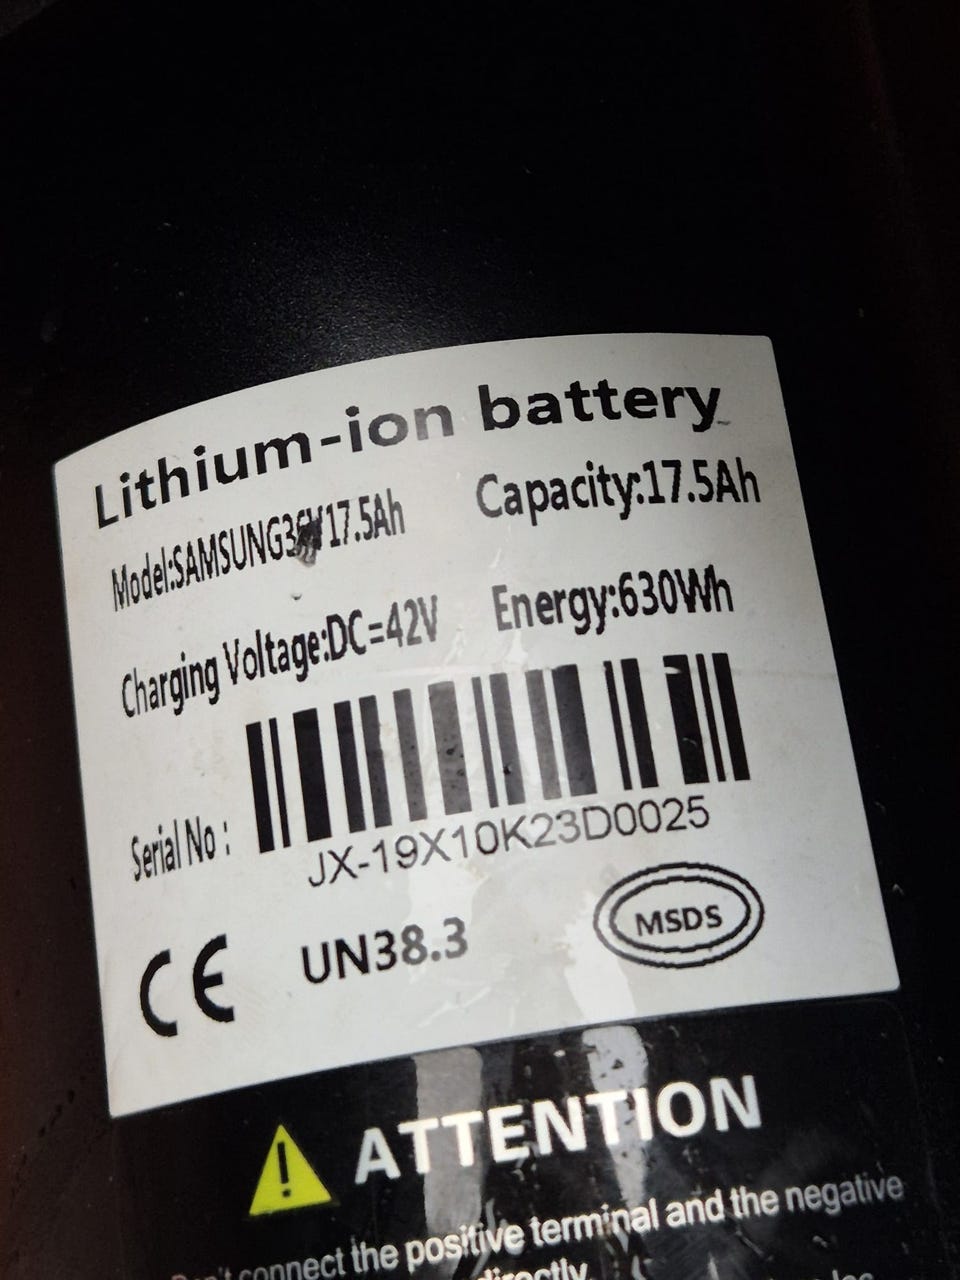 Lithium-ion battery
Model:SAMSUNG36V17.5Ah Capacity:17.5Ah
Charging Voltage:DC=42V Energy:630Wh
Serial No :
JX-19X10K23D0025
CE UN38.3 MSDS
ATTENTION
Don't connect the positive terminal and the negative
directly.